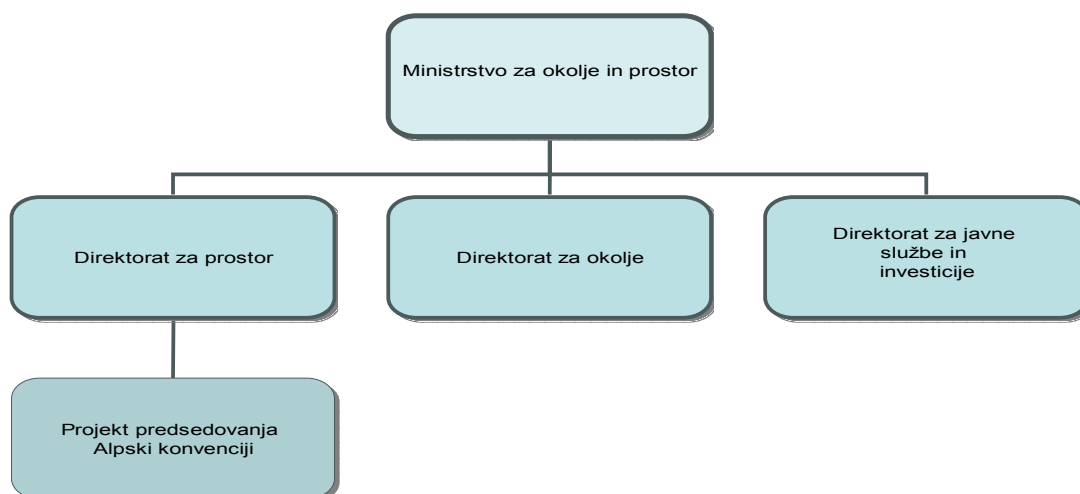 Ministrstvo za okolje in prostor
Direktorat za prostor
Direktorat za okolje
Direktorat za javne
službe in
investicije
Projekt predsedovanja
Alpski konvenciji